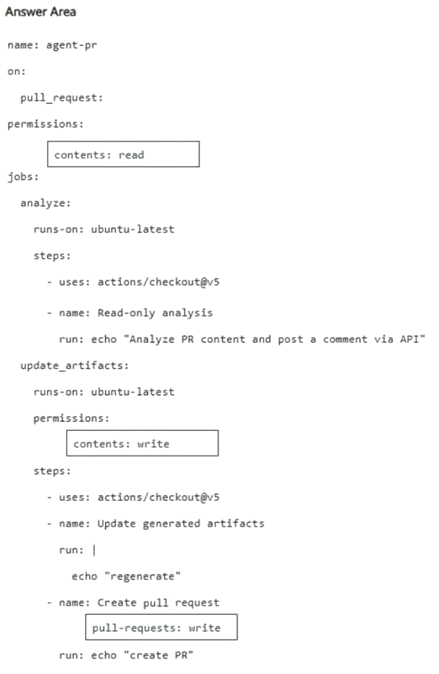 Answer Area
name: agent-pr
on:
pull_request:
permissions:
contents: read
jobs:
analyze:
runs-on: ubuntu-latest
steps:
- uses: actions/checkout@v5
- name: Read-only analysis
run: echo "Analyze PR content and post a comment via API"
update_artifacts:
runs-on: ubuntu-latest
permissions:
contents: write
steps:
- uses: actions/checkout@v5
- name: Update generated artifacts
run: |
echo "regenerate"
- name: Create pull request
pull-requests: write
run: echo "create PR"